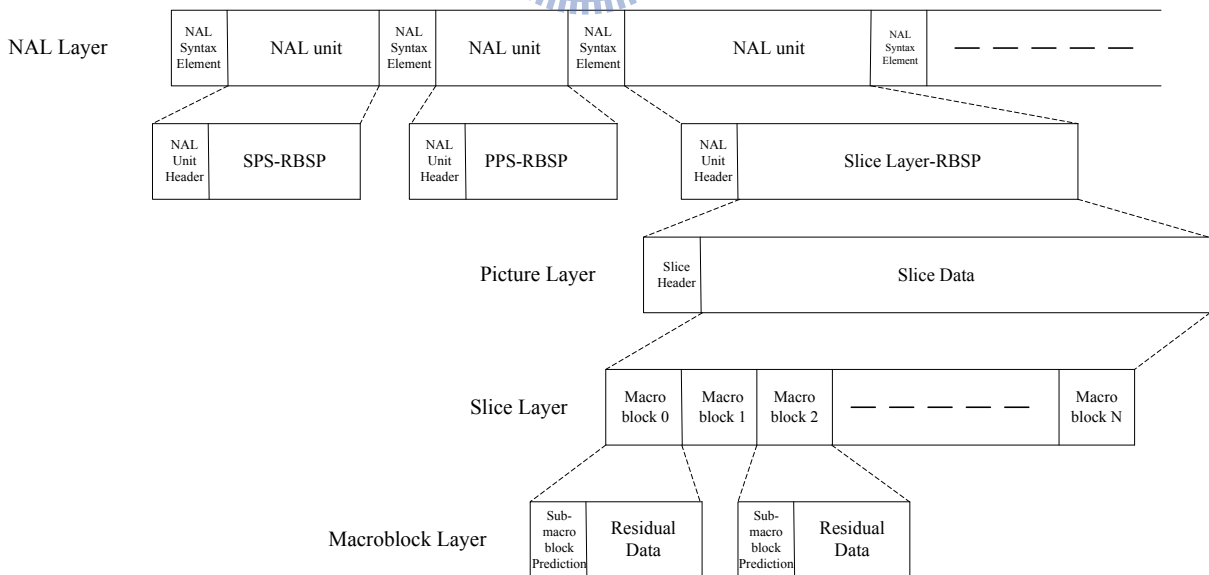 NAL Layer
NAL
Syntax
Element
NAL unit
NAL
Syntax
Element
NAL unit
NAL
Syntax
Element
NAL unit
NAL
Syntax
Element
NAL
Unit
Header
SPS-RBSP
NAL
Unit
Header
PPS-RBSP
NAL
Unit
Header
Slice Layer-RBSP
Picture Layer
Slice
Header
Slice Data
Slice Layer
Macro
block 0
Macro
block 1
Macro
block 2
Macro
block N
Macroblock Layer
Sub-
macro
block
Prediction
Residual
Data
Sub-
macro
block
Prediction
Residual
Data